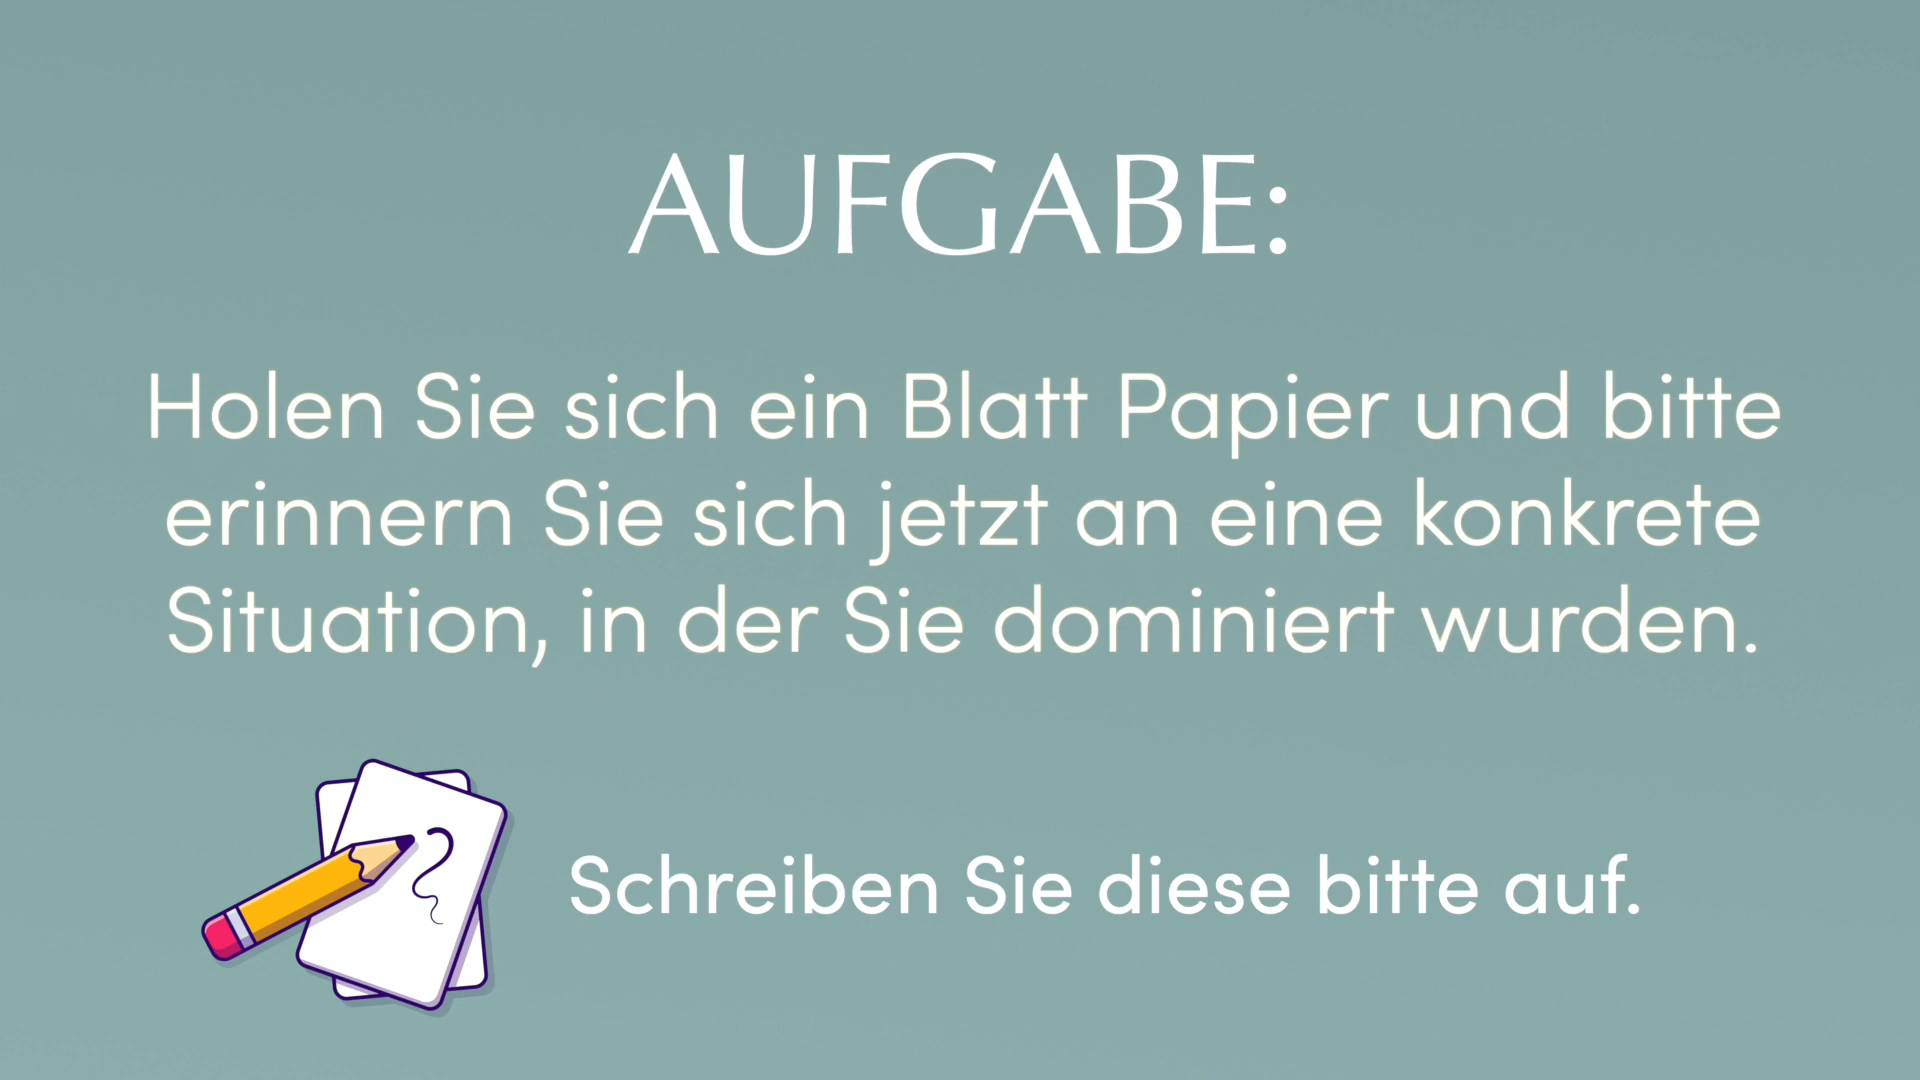 AUFGABE:
Holen Sie sich ein Blatt Papier und bitte
erinnern Sie sich jetzt an eine konkrete
Situation, in der Sie dominiert wurden.
Schreiben Sie diese bitte auf.